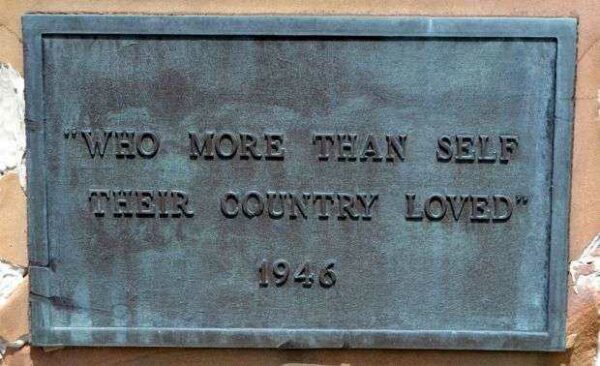 "WHO MORE THAN SELF
THEIR COUNTRY LOVED"
1946